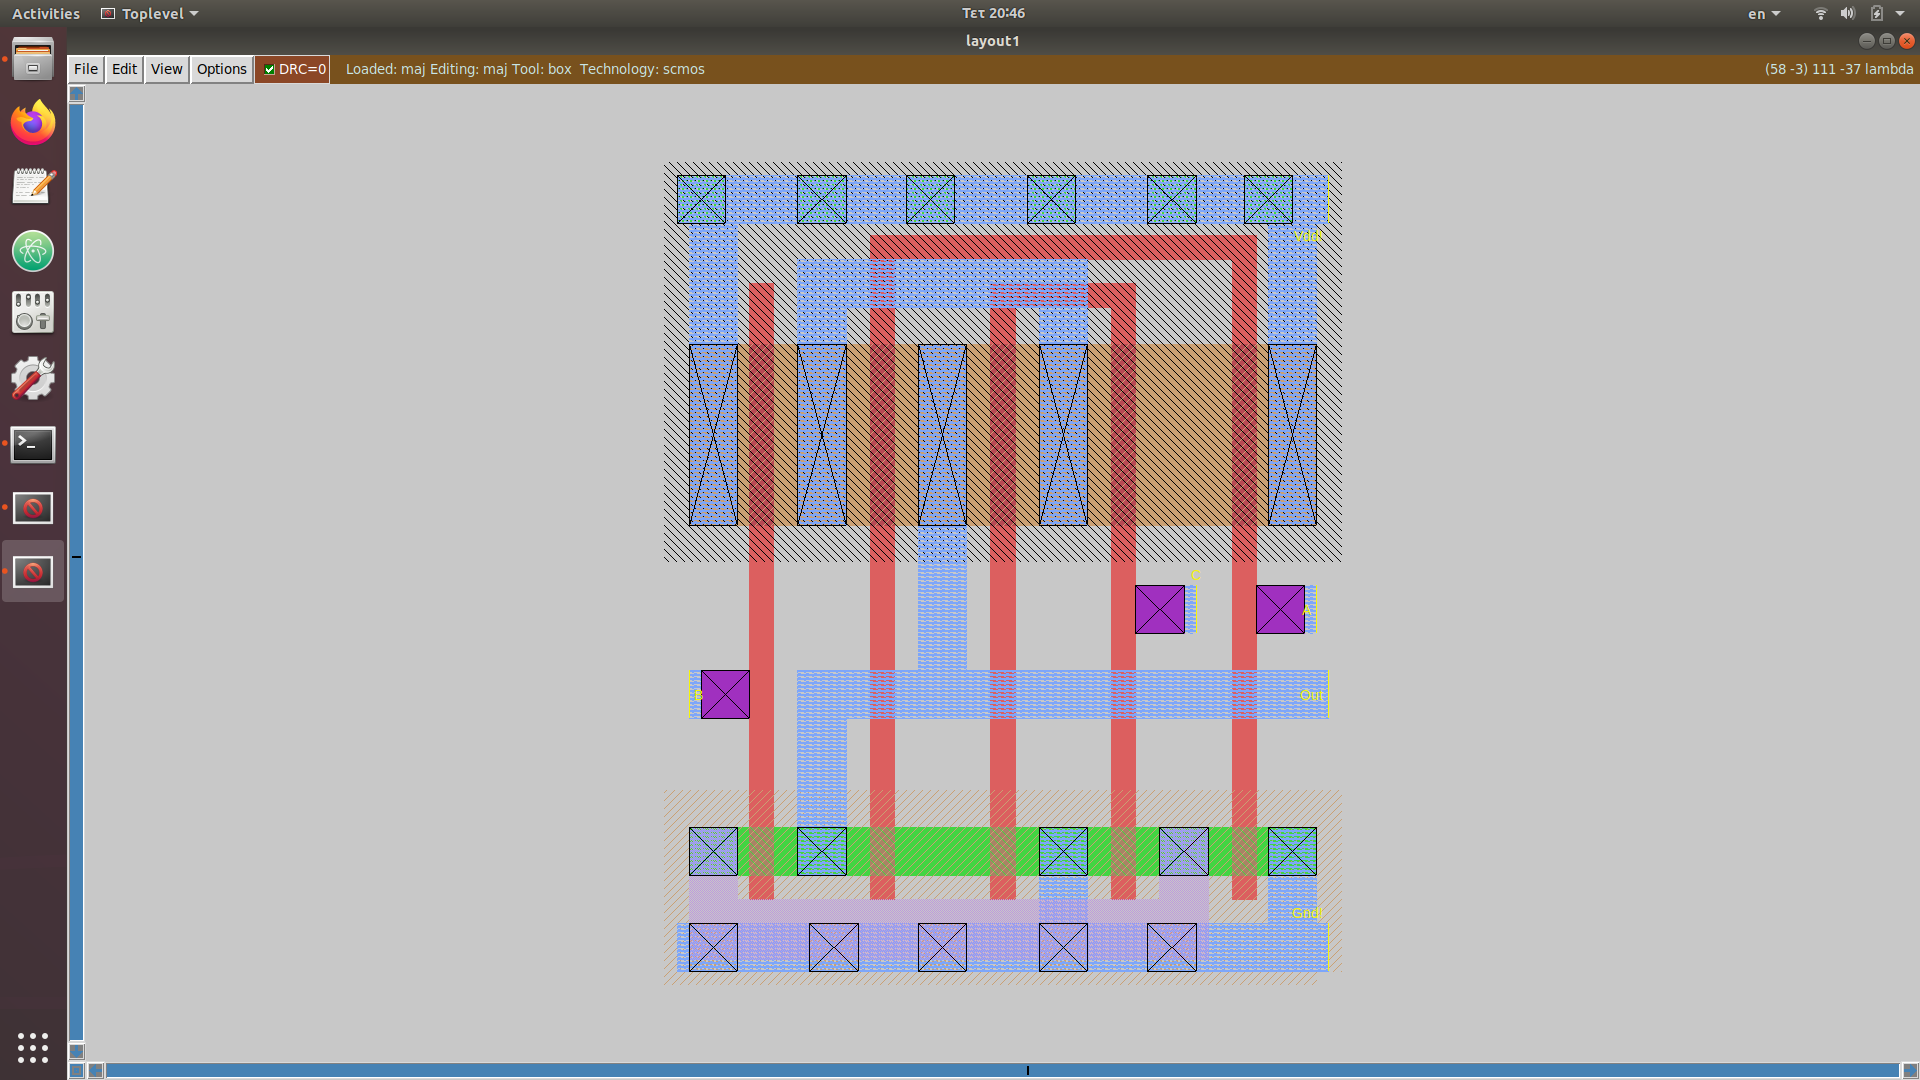 Activities Toplevel Τετ 20:46 en
layout1
File Edit View Options DRC=0 Loaded: maj Editing: maj Tool: box Technology: scmos (58 -3) 111 -37 lambda
Vdd!
C
A
B
Out
Gnd!